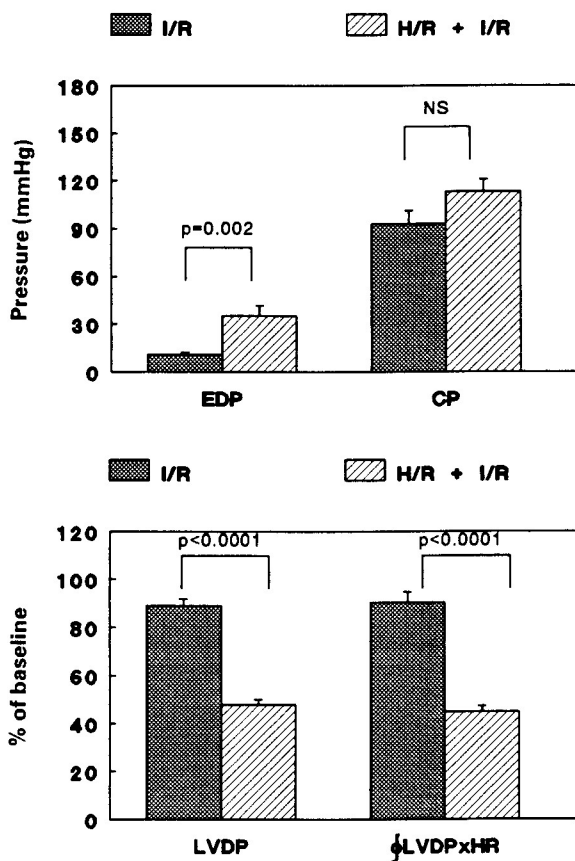 I/R H/R + I/R
180
150
120
90
60
30
0
Pressure (mmHg)
p=0.002
NS
EDP CP
I/R H/R + I/R
120
100
80
60
40
20
0
% of baseline
p<0.0001 p<0.0001
LVDP ∮LVDPxHR